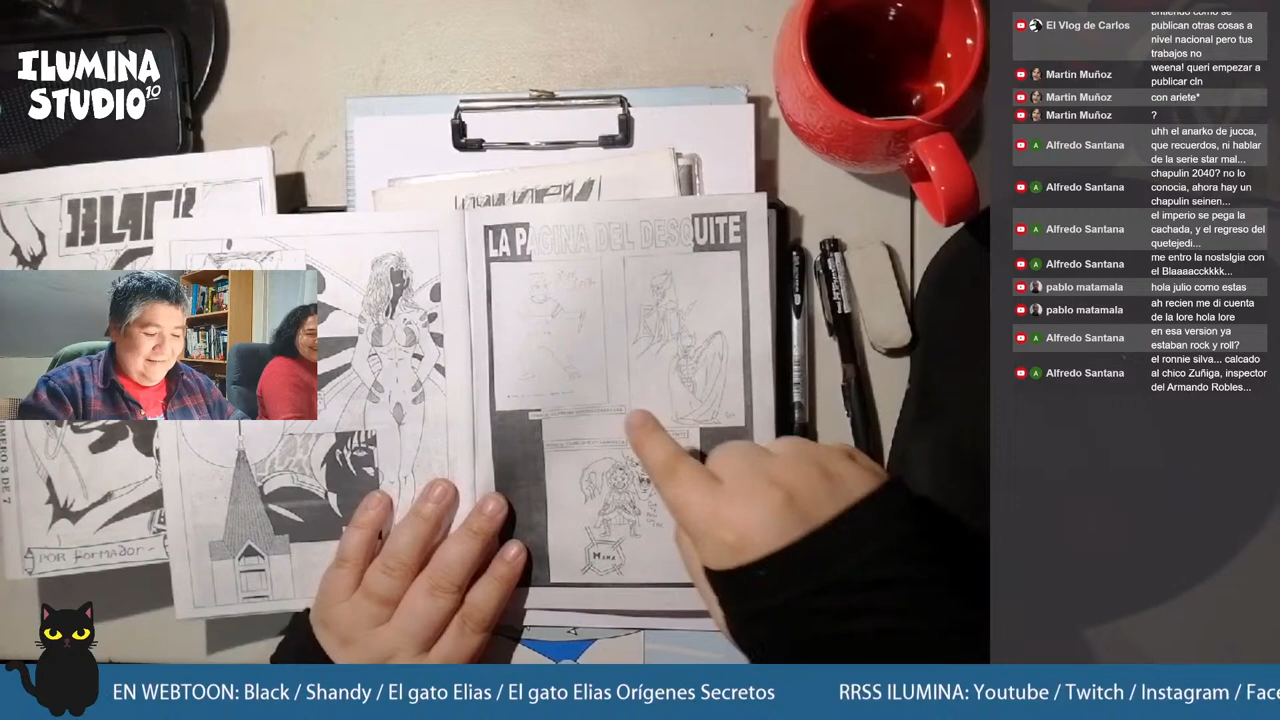 ILUMINA
STUDIO 10
BLACK
LA PAGINA DEL DESQUITE
NUMERO 3 DE 7
POR formador
entiendo como se
El Vlog de Carlos publican otras cosas a
nivel nacional pero tus
trabajos no
Martin Muñoz weena! queri empezar a
publicar cln
Martin Muñoz con ariete*
Martin Muñoz ?
uhh el anarko de jucca,
Alfredo Santana que recuerdos, ni hablar
de la serie star mal...
chapulin 2040? no lo
Alfredo Santana conocia, ahora hay un
chapulin seinen...
el imperio se pega la
Alfredo Santana cachada, y el regreso del
quetejedi...
Alfredo Santana me entro la nostslgia con
el Blaaaacckkkk...
pablo matamala hola julio como estas
pablo matamala ah recien me di cuenta
de la lore hola lore
Alfredo Santana en esa version ya
estaban rock y roll?
el ronnie silva... calcado
Alfredo Santana al chico Zuñiga, inspector
del Armando Robles...
EN WEBTOON: Black / Shandy / El gato Elias / El gato Elias Orígenes Secretos RRSS ILUMINA: Youtube / Twitch / Instagram / Face